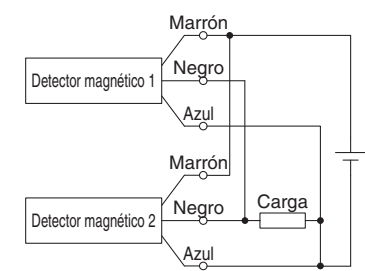 Marrón
Detector magnético 1
Negro
Azul
Marrón
Detector magnético 2
Negro
Carga
Azul